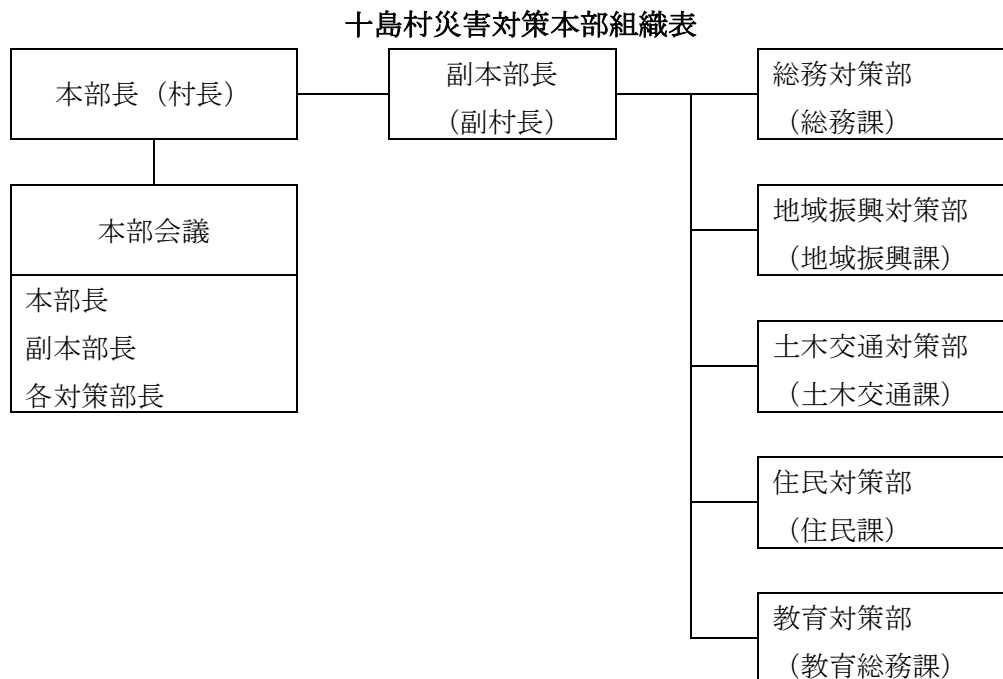 十島村災害対策本部組織表
本部長（村長）
副本部長
（副村長）
総務対策部
（総務課）
本部会議
本部長
副本部長
各対策部長
地域振興対策部
（地域振興課）
土木交通対策部
（土木交通課）
住民対策部
（住民課）
教育対策部
（教育総務課）